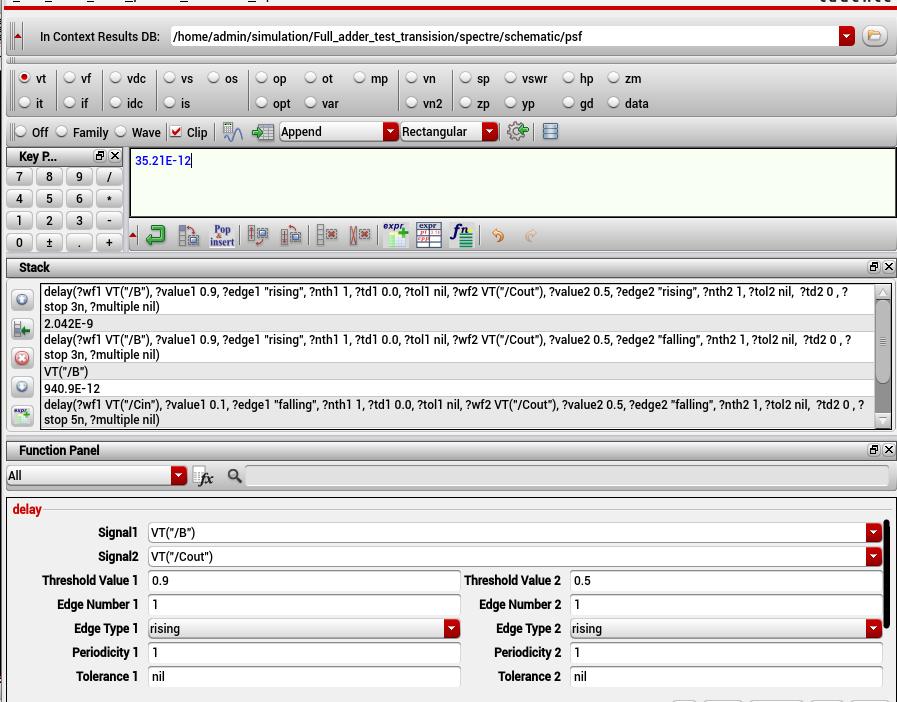 In Context Results DB: /home/admin/simulation/Full_adder_test_transision/spectre/schematic/psf
vt vf vdc vs os op ot mp vn sp vswr hp zm
it if idc is opt var vn2 zp yp gd data
Off Family Wave Clip Append Rectangular
Key P...
7 8 9 /
4 5 6 *
1 2 3 -
0 ± . +
35.21E-12
Pop
insert
expr
expr
fn
Stack
delay(?wf1 VT("/B"), ?value1 0.9, ?edge1 "rising", ?nth1 1, ?td1 0.0, ?tol1 nil, ?wf2 VT("/Cout"), ?value2 0.5, ?edge2 "rising", ?nth2 1, ?tol2 nil,  ?td2 0 , ?
stop 3n, ?multiple nil)
2.042E-9
delay(?wf1 VT("/B"), ?value1 0.9, ?edge1 "rising", ?nth1 1, ?td1 0.0, ?tol1 nil, ?wf2 VT("/Cout"), ?value2 0.5, ?edge2 "falling", ?nth2 1, ?tol2 nil,  ?td2 0 , ?
stop 3n, ?multiple nil)
VT("/B")
940.9E-12
delay(?wf1 VT("/Cin"), ?value1 0.1, ?edge1 "falling", ?nth1 1, ?td1 0.0, ?tol1 nil, ?wf2 VT("/Cout"), ?value2 0.5, ?edge2 "falling", ?nth2 1, ?tol2 nil,  ?td2 0 , ?
stop 5n, ?multiple nil)
expr
Function Panel
All fx
delay
Signal1 VT("/B")
Signal2 VT("/Cout")
Threshold Value 1 0.9 Threshold Value 2 0.5
Edge Number 1 1 Edge Number 2 1
Edge Type 1 rising Edge Type 2 rising
Periodicity 1 1 Periodicity 2 1
Tolerance 1 nil Tolerance 2 nil